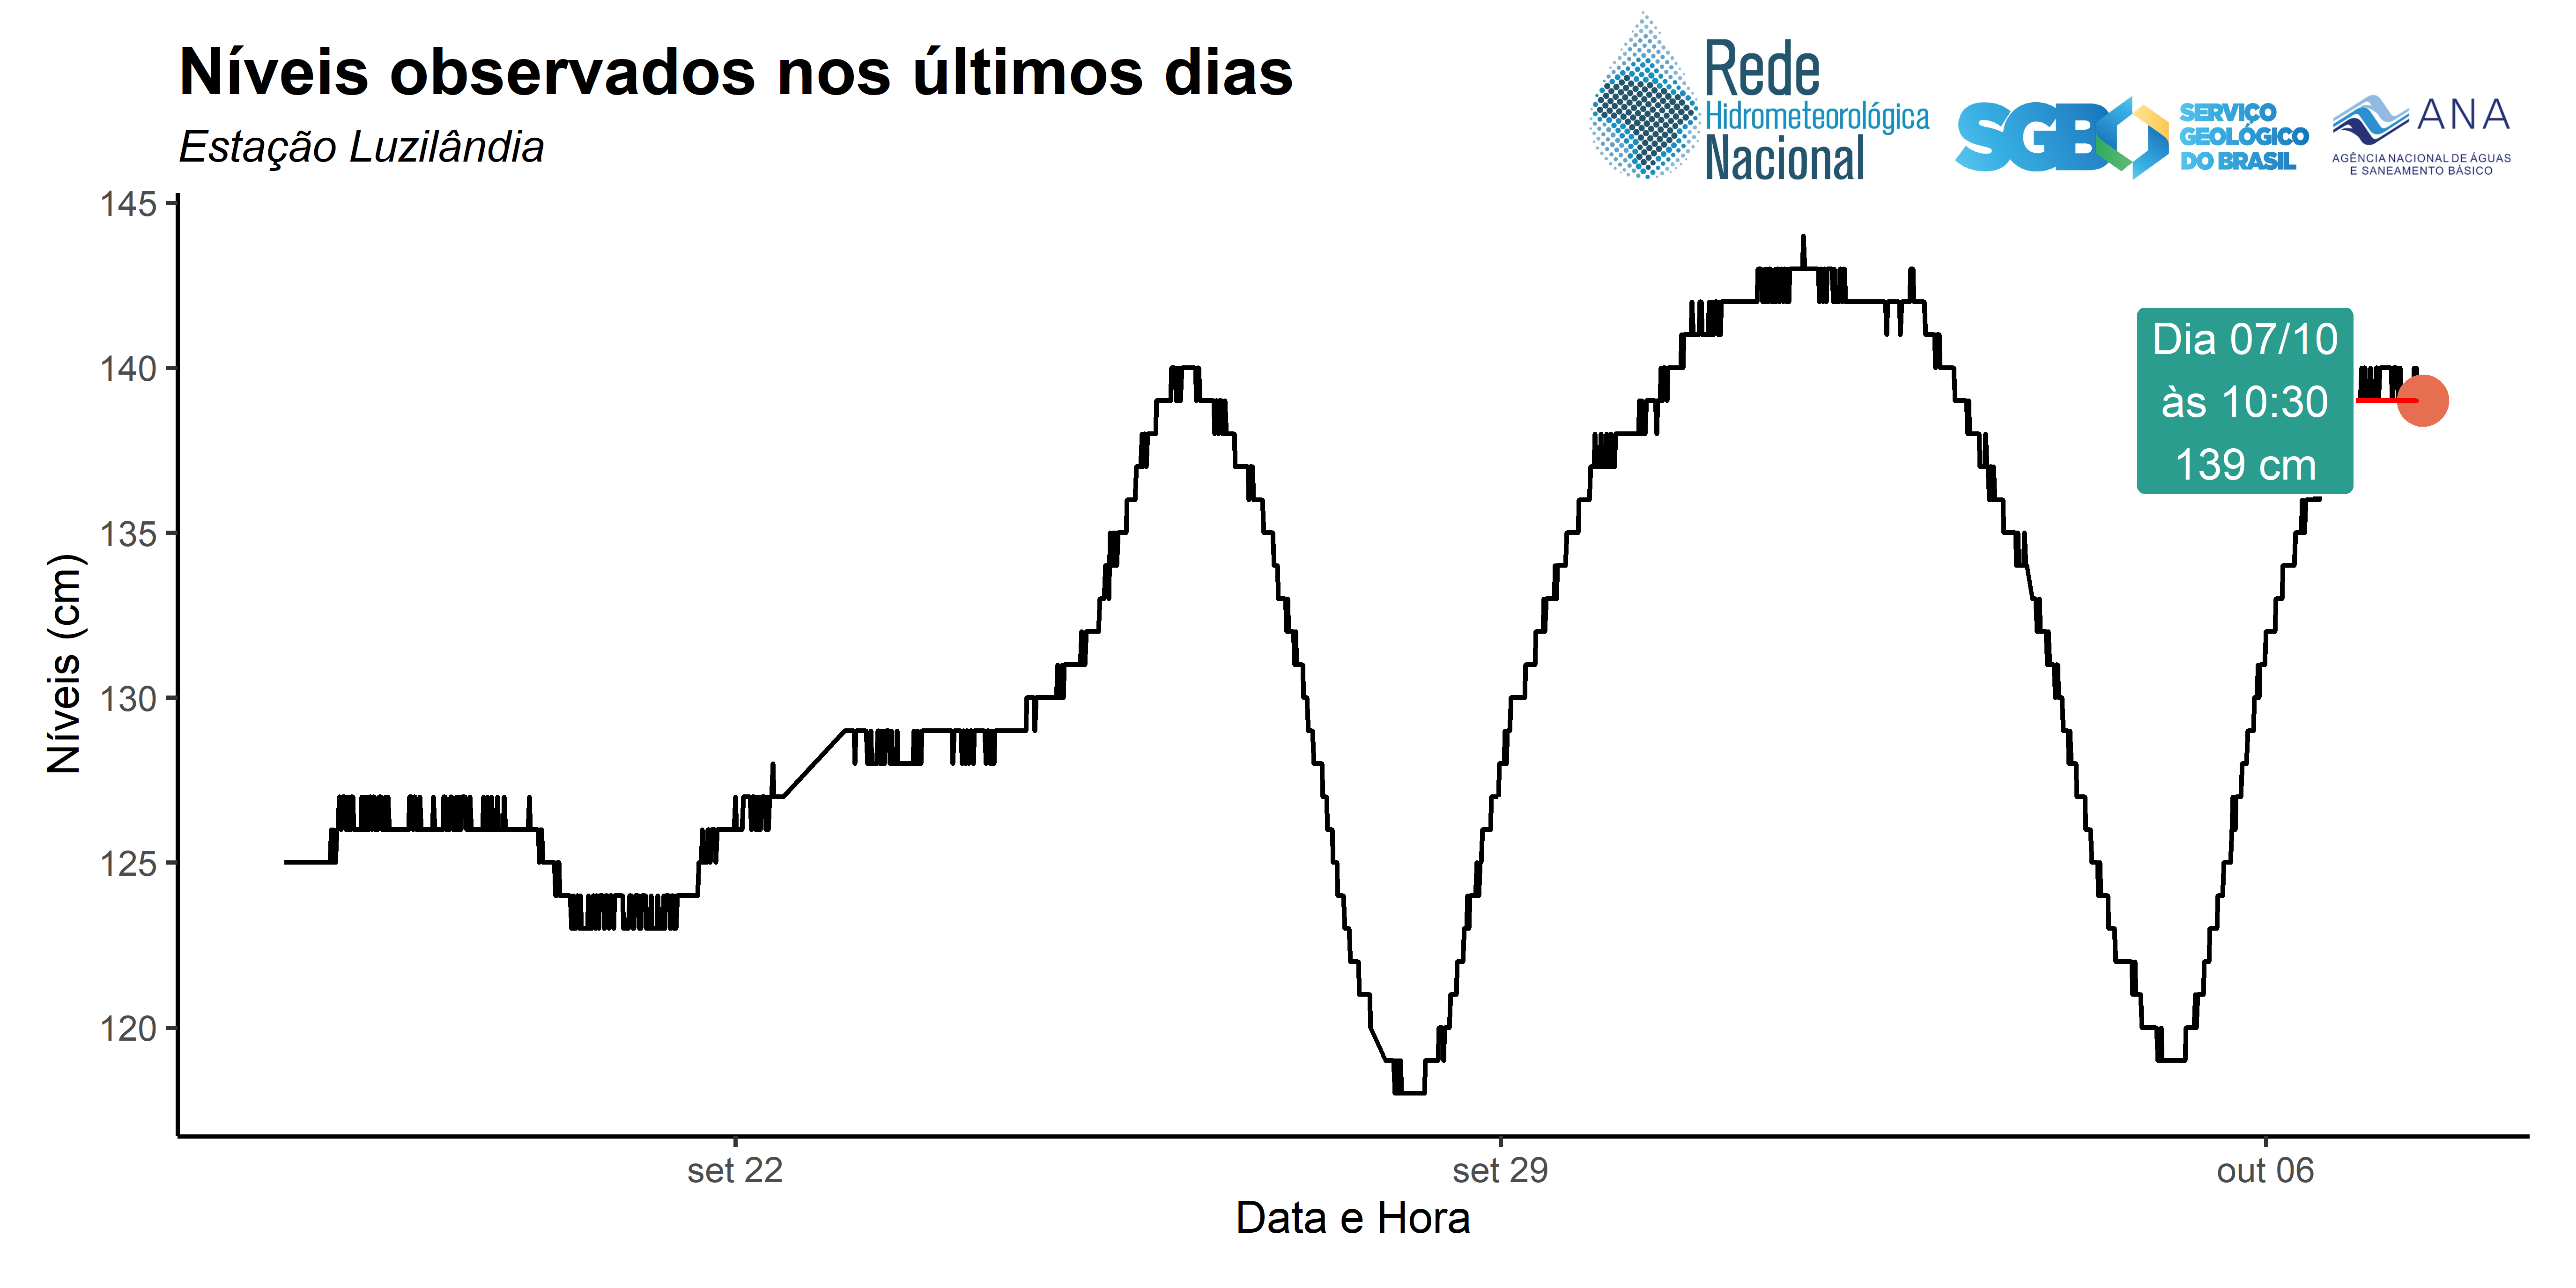 Níveis observados nos últimos dias
Estação Luzilândia
Rede
Hidrometeorológica
Nacional
SGB
SERVIÇO
GEOLÓGICO
DO BRASIL
ANA
AGÊNCIA NACIONAL DE ÁGUAS
E SANEAMENTO BÁSICO
Níveis (cm)
145
140
135
130
125
120
Dia 07/10
às 10:30
139 cm
set 22
set 29
out 06
Data e Hora